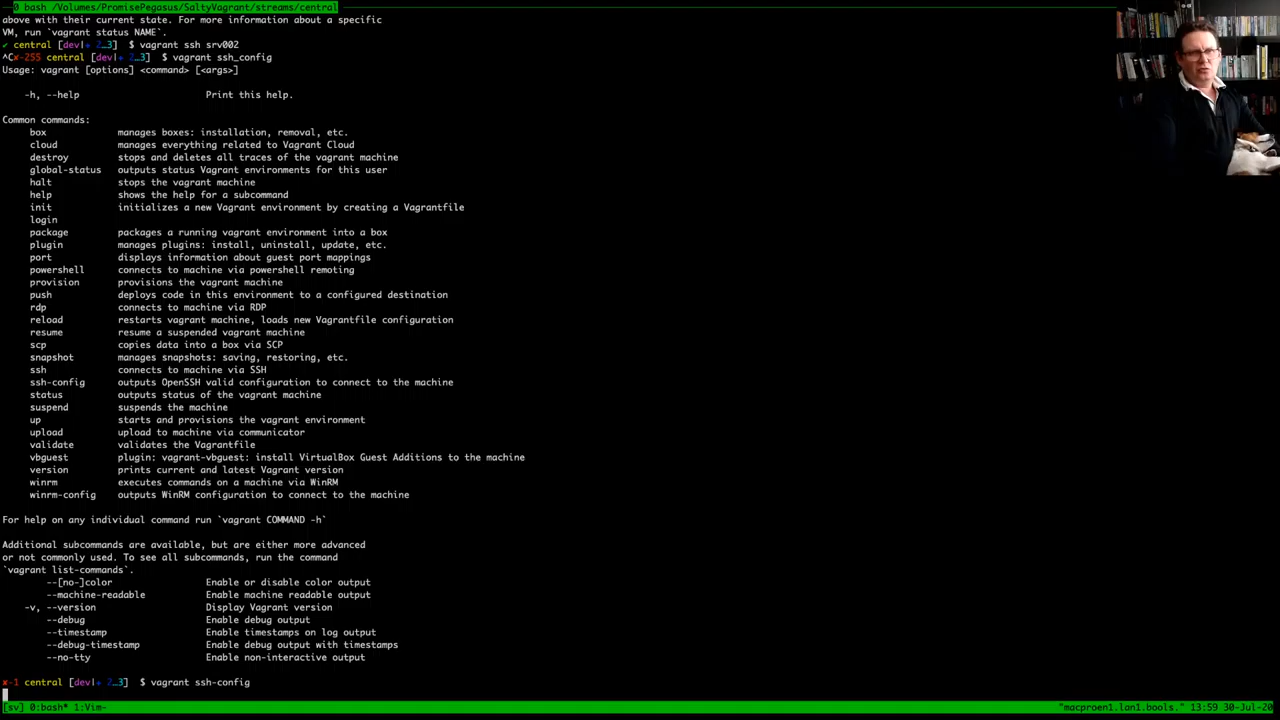 0 bash /Volumes/PromisePegasus/SaltyVagrant/streams/central
above with their current state. For more information about a specific
VM, run `vagrant status NAME`.
✔ central [dev|+ 2…3]  $ vagrant ssh srv002
^C✘-255 central [dev|+ 2…3]  $ vagrant ssh_config
Usage: vagrant [options] <command> [<args>]
-h, --help                       Print this help.
Common commands:
box             manages boxes: installation, removal, etc.
cloud           manages everything related to Vagrant Cloud
destroy         stops and deletes all traces of the vagrant machine
global-status   outputs status Vagrant environments for this user
halt            stops the vagrant machine
help            shows the help for a subcommand
init            initializes a new Vagrant environment by creating a Vagrantfile
login
package         packages a running vagrant environment into a box
plugin          manages plugins: install, uninstall, update, etc.
port            displays information about guest port mappings
powershell      connects to machine via powershell remoting
provision       provisions the vagrant machine
push            deploys code in this environment to a configured destination
rdp             connects to machine via RDP
reload          restarts vagrant machine, loads new Vagrantfile configuration
resume          resume a suspended vagrant machine
scp             copies data into a box via SCP
snapshot        manages snapshots: saving, restoring, etc.
ssh             connects to machine via SSH
ssh-config      outputs OpenSSH valid configuration to connect to the machine
status          outputs status of the vagrant machine
suspend         suspends the machine
up              starts and provisions the vagrant environment
upload          upload to machine via communicator
validate        validates the Vagrantfile
vbguest         plugin: vagrant-vbguest: install VirtualBox Guest Additions to the machine
version         prints current and latest Vagrant version
winrm           executes commands on a machine via WinRM
winrm-config    outputs WinRM configuration to connect to the machine
For help on any individual command run `vagrant COMMAND -h`
Additional subcommands are available, but are either more advanced
or not commonly used. To see all subcommands, run the command
`vagrant list-commands`.
--[no-]color                 Enable or disable color output
--machine-readable           Enable machine readable output
-v, --version                    Display Vagrant version
--debug                      Enable debug output
--timestamp                  Enable timestamps on log output
--debug-timestamp            Enable debug output with timestamps
--no-tty                     Enable non-interactive output
✘-1 central [dev|+ 2…3]  $ vagrant ssh-config
[sv] 0:bash* 1:Vim- "macproen1.lan1.bools." 13:59 30-Jul-20